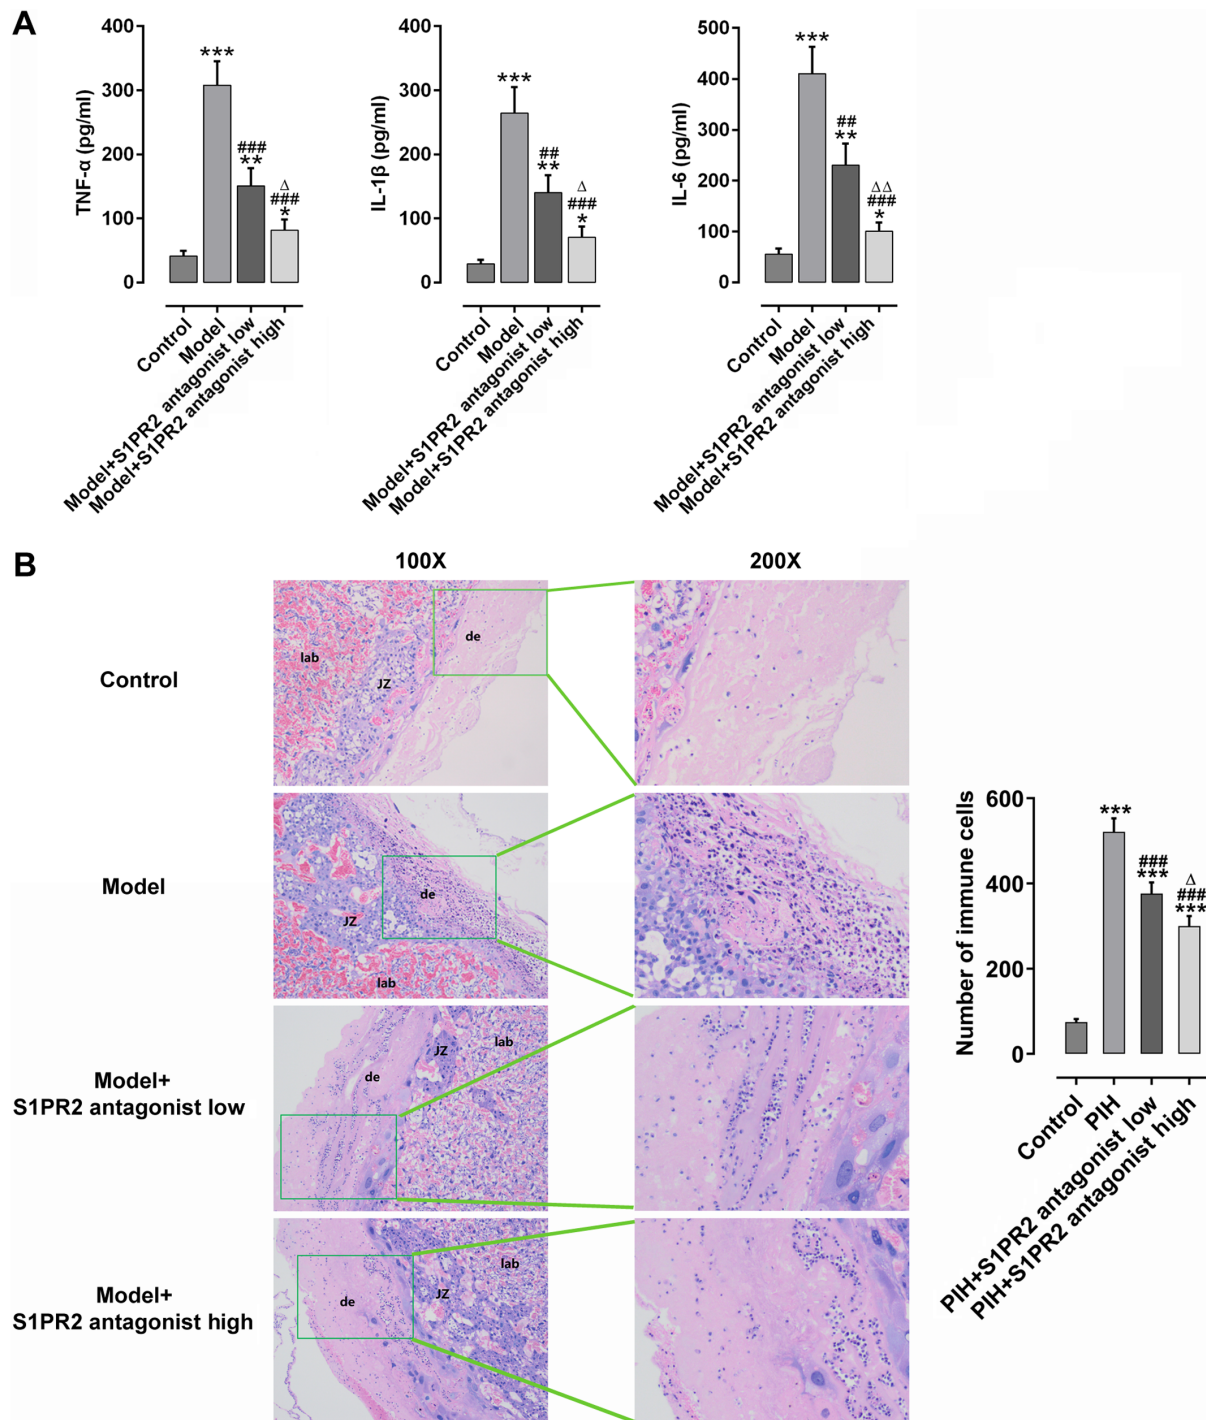 A
TNF-α (pg/ml)
400
300
200
100
0
***
###
**
Δ
###
*
Control
Model
Model+S1PR2 antagonist low
Model+S1PR2 antagonist high
IL-1β (pg/ml)
400
300
200
100
0
***
##
**
Δ
###
*
Control
Model
Model+S1PR2 antagonist low
Model+S1PR2 antagonist high
IL-6 (pg/ml)
500
400
300
200
100
0
***
##
**
ΔΔ
###
*
Control
Model
Model+S1PR2 antagonist low
Model+S1PR2 antagonist high
B
100X
200X
Control
lab
JZ
de
Model
de
JZ
lab
Model+
S1PR2 antagonist low
de
JZ
lab
Model+
S1PR2 antagonist high
de
JZ
lab
Number of immune cells
600
400
200
0
***
###
***
Δ
###
***
Control
PIH
PIH+S1PR2 antagonist low
PIH+S1PR2 antagonist high